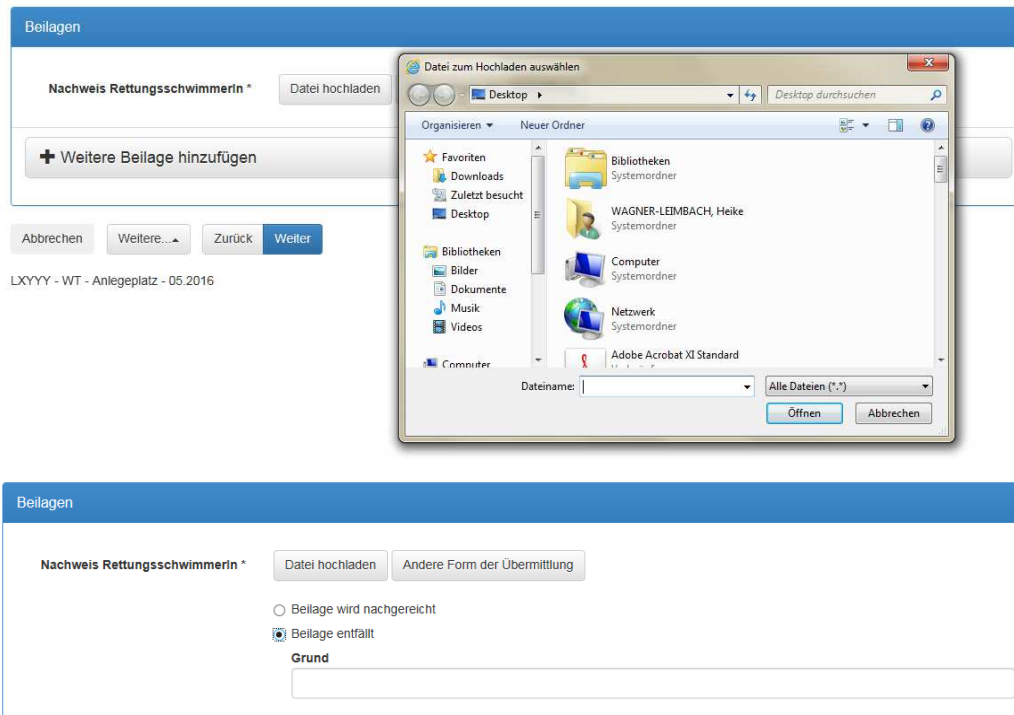 Beilagen
Nachweis RettungsschwimmerIn *
Datei hochladen
Weitere Beilage hinzufügen
Abbrechen
Weitere...
Zurück
Weiter
LXYYY - WT - Anlegeplatz - 05.2016
Datei zum Hochladen auswählen
Desktop
Desktop durchsuchen
Organisieren
Neuer Ordner
Favoriten
Downloads
Zuletzt besucht
Desktop
Bibliotheken
Bilder
Dokumente
Musik
Videos
Computer
Bibliotheken
Systemordner
WAGNER-LEIMBACH, Heike
Systemordner
Computer
Systemordner
Netzwerk
Systemordner
Adobe Acrobat XI Standard
Dateiname:
Alle Dateien (*.*)
Öffnen
Abbrechen
Beilagen
Nachweis RettungsschwimmerIn *
Datei hochladen
Andere Form der Übermittlung
Beilage wird nachgereicht
Beilage entfällt
Grund